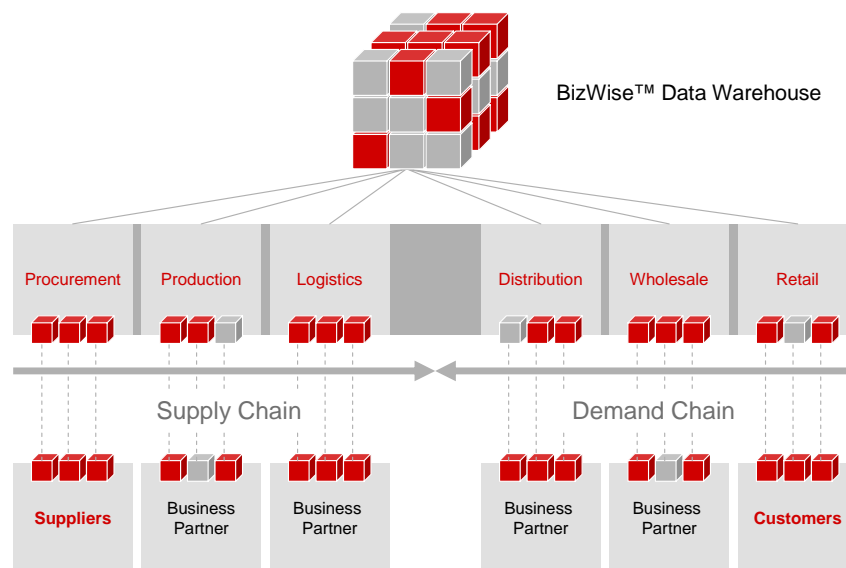 BizWise™ Data Warehouse
Procurement
Production
Logistics
Distribution
Wholesale
Retail
Supply Chain
Demand Chain
Suppliers
Business
Partner
Business
Partner
Business
Partner
Business
Partner
Customers